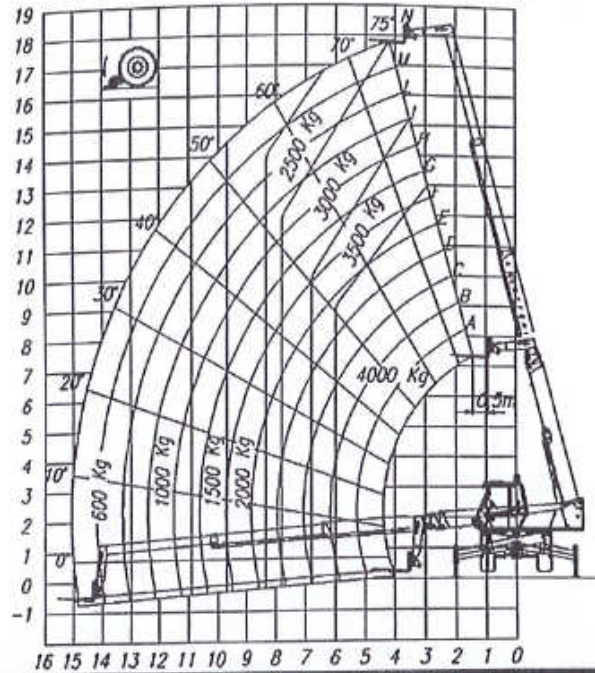 19
18
17
16
15
14
13
12
11
10
9
8
7
6
5
4
3
2
1
0
-1
N
75°
70°
60°
50°
40°
30°
20°
10°
0°
M
L
I
H
G
E
D
C
B
A
2500 Kg
3000 Kg
3500 Kg
4000 Kg
0,5m
600 Kg
1000 Kg
1500 Kg
2000 Kg
16 15 14 13 12 11 10 9 8 7 6 5 4 3 2 1 0